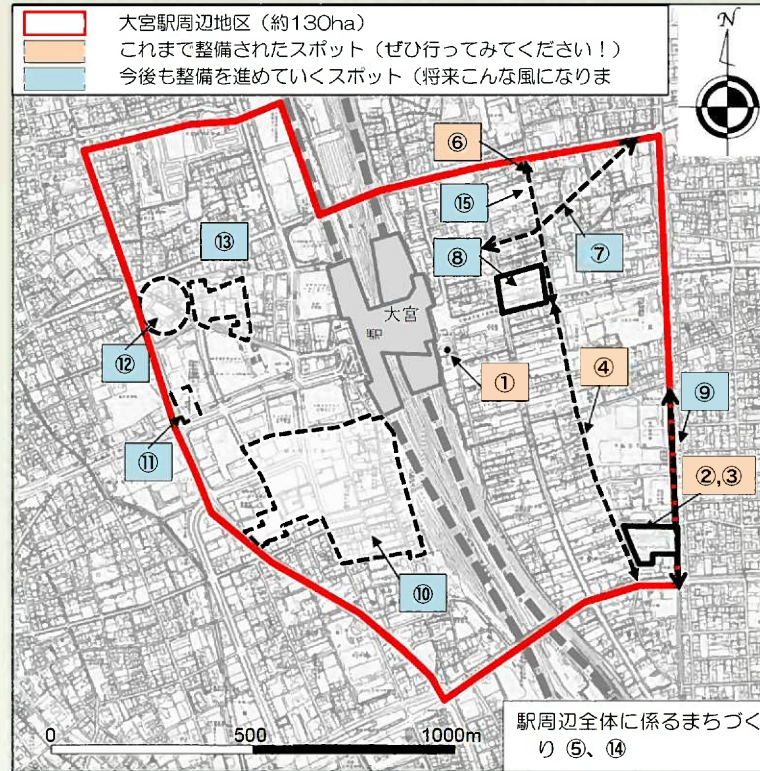 大宮駅周辺地区（約130ha）
これまで整備されたスポット（ぜひ行ってみてください！）
今後も整備を進めていくスポット（将来こんな風になりま
N
⑥
⑮
⑬
⑧
⑦
大宮
駅
⑫
①
④
⑨
⑪
②,③
⑩
0 500 1000m
駅周辺全体に係るまちづく
り ⑤、⑭